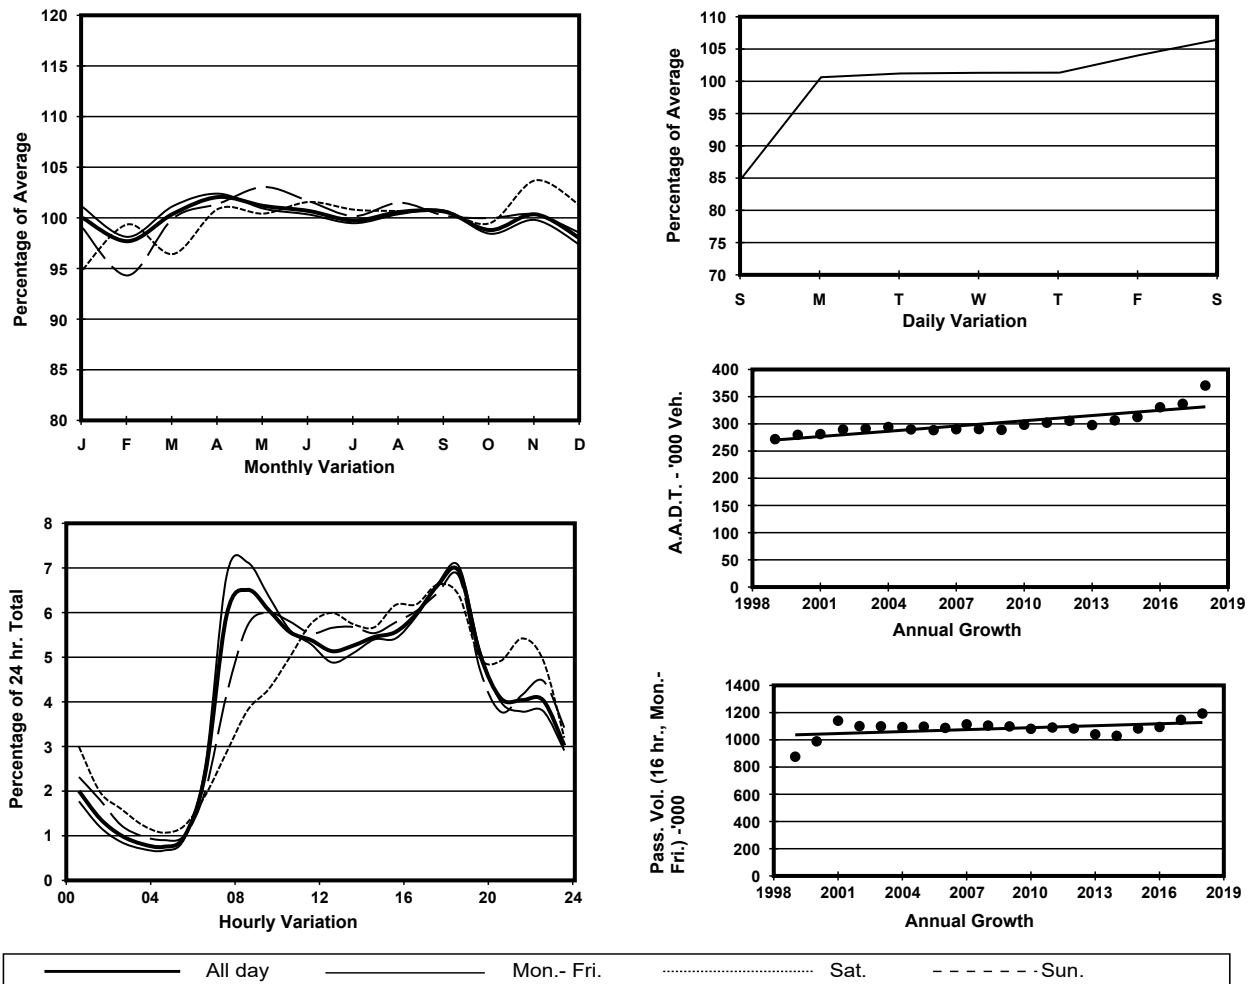 120
115
110
105
100
95
90
85
80
Percentage of Average
J F M A M J J A S O N D
Monthly Variation
110
105
100
95
90
85
80
75
70
Percentage of Average
S M T W T F S
Daily Variation
400
350
300
250
200
150
100
50
0
A.A.D.T. - '000 Veh.
1998 2001 2004 2007 2010 2013 2016 2019
Annual Growth
8
7
6
5
4
3
2
1
0
Percentage of 24 hr. Total
00 04 08 12 16 20 24
Hourly Variation
1400
1200
1000
800
600
400
200
0
Pass. Vol. (16 hr., Mon.-
Fri.) -'000
1998 2001 2004 2007 2010 2013 2016 2019
Annual Growth
All day Mon.- Fri. Sat. Sun.